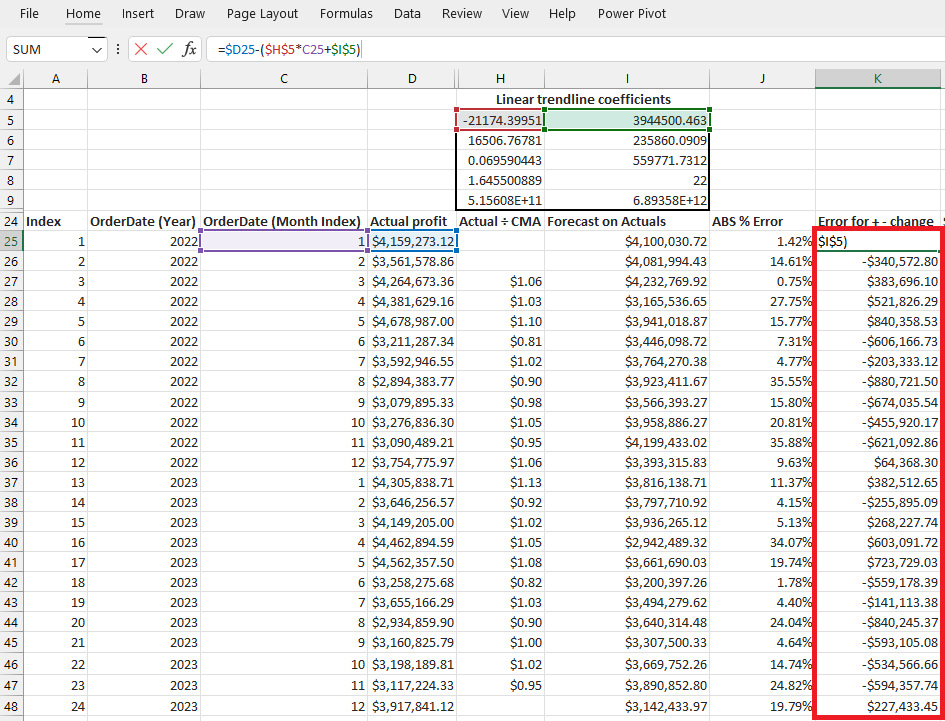 File Home Insert Draw Page Layout Formulas Data Review View Help Power Pivot
SUM fx =$D25-($H$5*C25+$I$5)
A B C D H I J K
4 Linear trendline coefficients
5 -21174.39951 3944500.463
6 16506.76781 235860.0909
7 0.069590443 559771.7312
8 1.645500889 22
9 5.15608E+11 6.89358E+12
24 Index OrderDate (Year) OrderDate (Month Index) Actual profit Actual ÷ CMA Forecast on Actuals ABS % Error Error for + - change
25 1 2022 1 $4,159,273.12 $4,100,030.72 1.42% $I$5)
26 2 2022 2 $3,561,578.86 $4,081,994.43 14.61% -$340,572.80
27 3 2022 3 $4,264,673.36 $1.06 $4,232,769.92 0.75% $383,696.10
28 4 2022 4 $4,381,629.16 $1.03 $3,165,536.65 27.75% $521,826.29
29 5 2022 5 $4,678,987.00 $1.10 $3,941,018.87 15.77% $840,358.53
30 6 2022 6 $3,211,287.34 $0.81 $3,446,098.72 7.31% -$606,166.73
31 7 2022 7 $3,592,946.55 $1.02 $3,764,270.38 4.77% -$203,333.12
32 8 2022 8 $2,894,383.77 $0.90 $3,923,411.67 35.55% -$880,721.50
33 9 2022 9 $3,079,895.33 $0.98 $3,566,393.27 15.80% -$674,035.54
34 10 2022 10 $3,276,836.30 $1.05 $3,958,886.27 20.81% -$455,920.17
35 11 2022 11 $3,090,489.21 $0.95 $4,199,433.02 35.88% -$621,092.86
36 12 2022 12 $3,754,775.97 $1.06 $3,393,315.83 9.63% $64,368.30
37 13 2023 1 $4,305,838.71 $1.13 $3,816,138.71 11.37% $382,512.65
38 14 2023 2 $3,646,256.57 $0.92 $3,797,710.92 4.15% -$255,895.09
39 15 2023 3 $4,149,205.00 $1.02 $3,936,265.12 5.13% $268,227.74
40 16 2023 4 $4,462,894.59 $1.05 $2,942,489.32 34.07% $603,091.72
41 17 2023 5 $4,562,357.50 $1.08 $3,661,690.03 19.74% $723,729.03
42 18 2023 6 $3,258,275.68 $0.82 $3,200,397.26 1.78% -$559,178.39
43 19 2023 7 $3,655,166.29 $1.03 $3,494,279.62 4.40% -$141,113.38
44 20 2023 8 $2,934,859.90 $0.90 $3,640,314.48 24.04% -$840,245.37
45 21 2023 9 $3,160,825.79 $1.00 $3,307,500.33 4.64% -$593,105.08
46 22 2023 10 $3,198,189.81 $1.02 $3,669,752.26 14.74% -$534,566.66
47 23 2023 11 $3,117,224.33 $0.95 $3,890,852.80 24.82% -$594,357.74
48 24 2023 12 $3,917,841.12 $3,142,433.97 19.79% $227,433.45